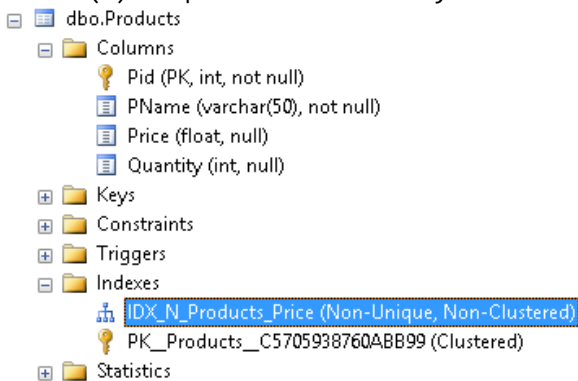 dbo.Products
Columns
Pid (PK, int, not null)
PName (varchar(50), not null)
Price (float, null)
Quantity (int, null)
Keys
Constraints
Triggers
Indexes
IDX_N_Products_Price (Non-Unique, Non-Clustered)
PK__Products__C5705938760ABB99 (Clustered)
Statistics